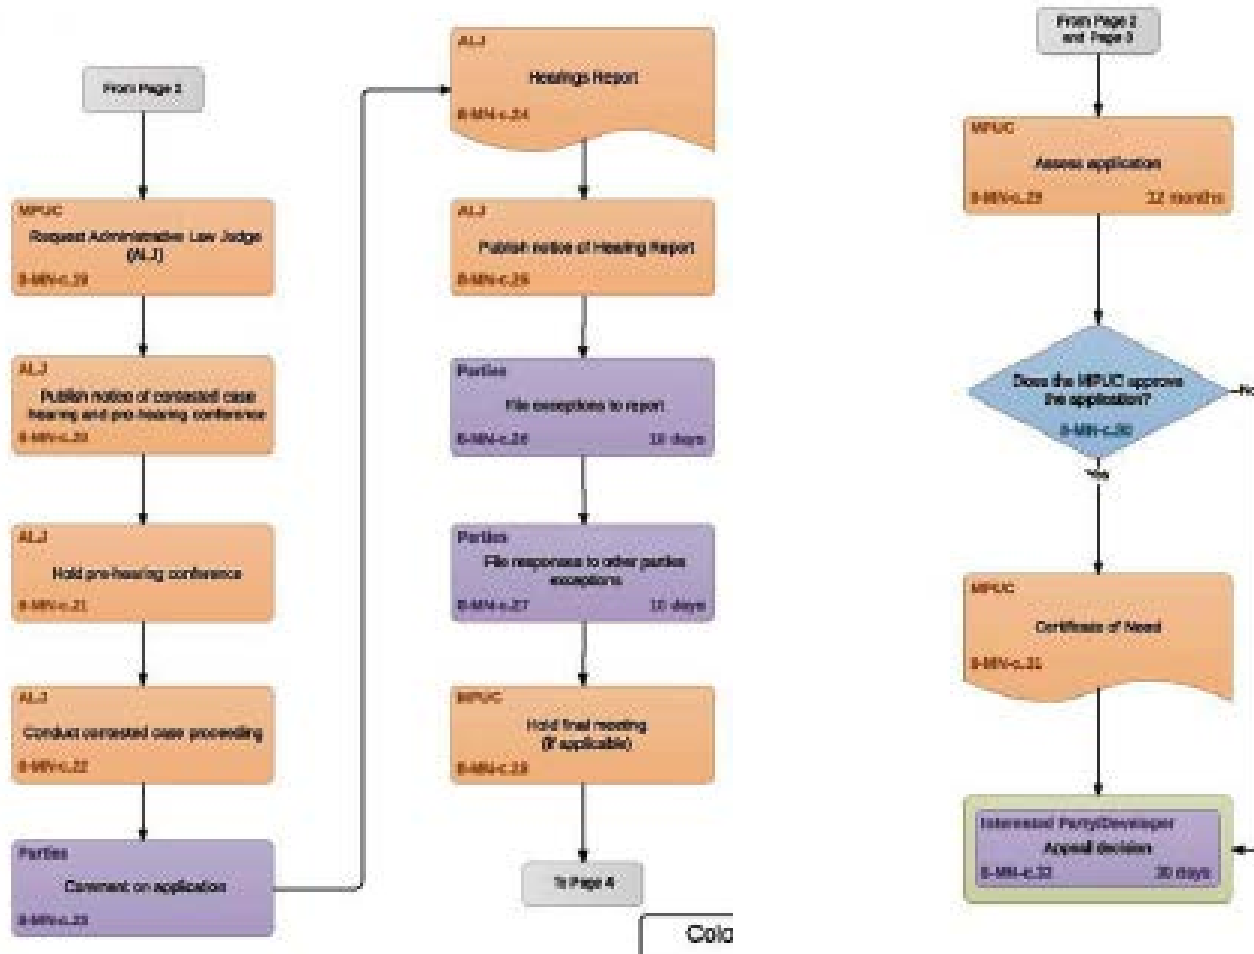 From Page
MPUC
Request Administrative Law Judge
(ALJ)
8-MN-c.19
ALJ
Publish notice of contested case
hearing and pre-hearing conference
8-MN-c.20
ALJ
Hold pre-hearing conference
8-MN-c.21
ALJ
Conduct contested case proceeding
8-MN-c.22
Parties
Comment on application
8-MN-c.23
ALJ
Hearings Report
8-MN-c.24
ALJ
Publish notice of Hearing Report
8-MN-c.25
Parties
File exceptions to report
8-MN-c.26
days
Parties
File responses to other parties
exceptions
8-MN-c.27
10 days
MPUC
Hold final meeting
(if applicable)
8-MN-c.28
To Page 4
Colo
From Page 2
and Page 3
MPUC
Assess application
8-MN-c.29
12 months
Does the MPUC approve
the application?
8-MN-c.30
No
Yes
MPUC
Certificate of Need
8-MN-c.31
Interested Party/Developer
Appeal decision
8-MN-c.32
30 days